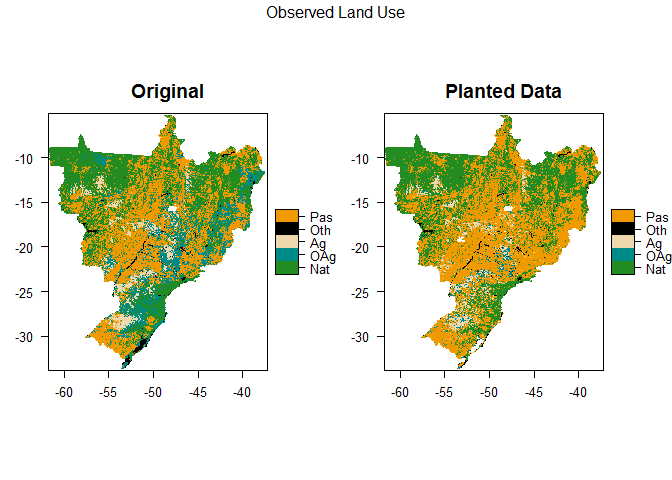 Observed Land Use
Original
-10
-15
-20
-25
-30
-60 -55 -50 -45 -40
Pas
Oth
Ag
OAg
Nat
Planted Data
-10
-15
-20
-25
-30
-60 -55 -50 -45 -40
Pas
Oth
Ag
OAg
Nat